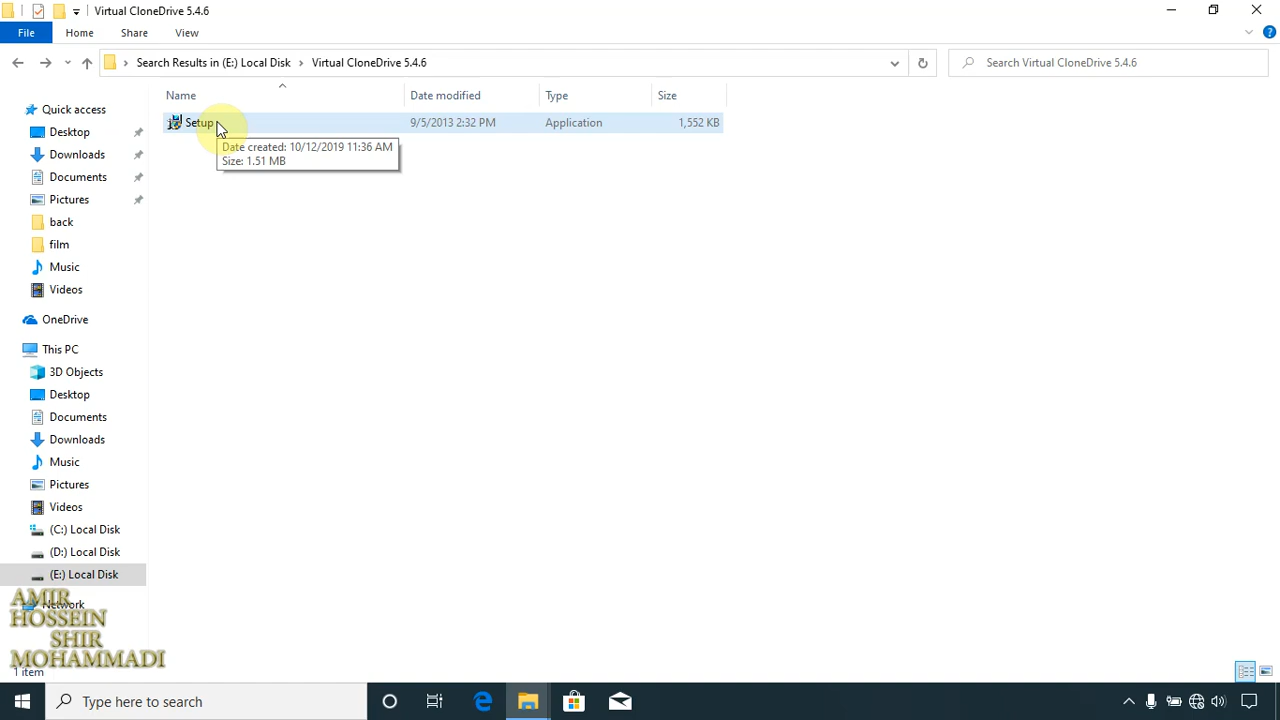 Virtual CloneDrive 5.4.6
File
Home
Share
View
Search Results in (E:) Local Disk
Virtual CloneDrive 5.4.6
Search Virtual CloneDrive 5.4.6
Name
Date modified
Type
Size
Setup
9/5/2013 2:32 PM
Application
1,552 KB
Date created: 10/12/2019 11:36 AM
Size: 1.51 MB
Quick access
Desktop
Downloads
Documents
Pictures
back
film
Music
Videos
OneDrive
This PC
3D Objects
Desktop
Documents
Downloads
Music
Pictures
Videos
(C:) Local Disk
(D:) Local Disk
(E:) Local Disk
Network
AMIR
HOSSEIN
SHIR
MOHAMMADI
1 item
Type here to search